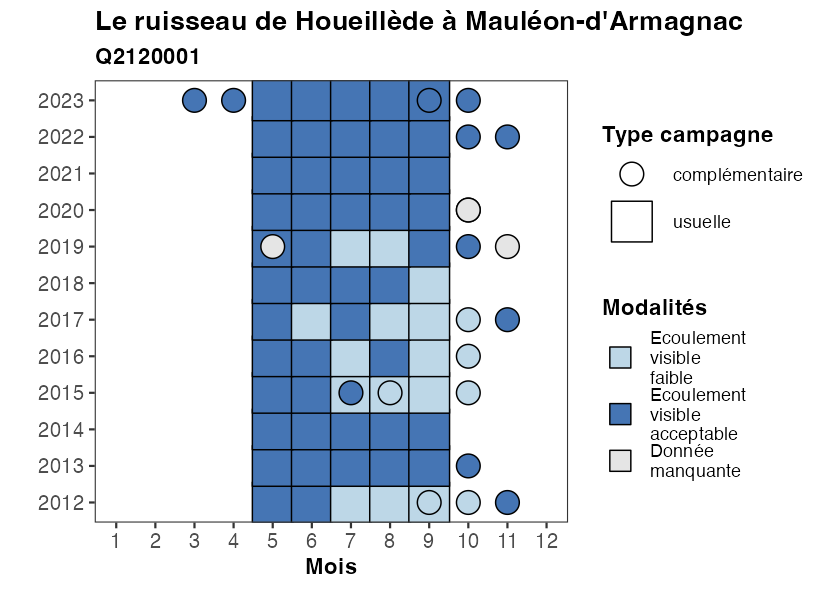 Le ruisseau de Houeillède à Mauléon-d'Armagnac
Q2120001
2023
2022
2021
2020
2019
2018
2017
2016
2015
2014
2013
2012
1 2 3 4 5 6 7 8 9 10 11 12
Mois
Type campagne
complémentaire
usuelle
Modalités
Ecoulement
visible
faible
Ecoulement
visible
acceptable
Donnée
manquante